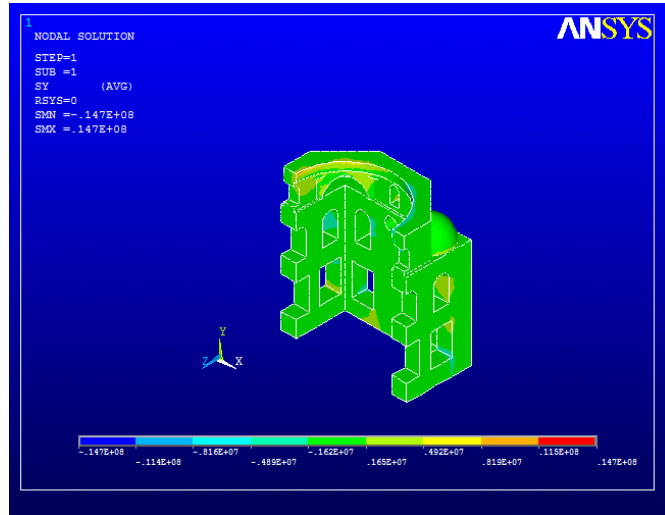 1
NODAL SOLUTION
ANSYS
STEP=1
SUB =1
SY (AVG)
RSYS=0
SMN =-.147E+08
SMX =.147E+08
Y
Z X
-.147E+08 -.816E+07 -.162E+07 .492E+07 .115E+08
-.114E+08 -.489E+07 .165E+07 .819E+07 .147E+08